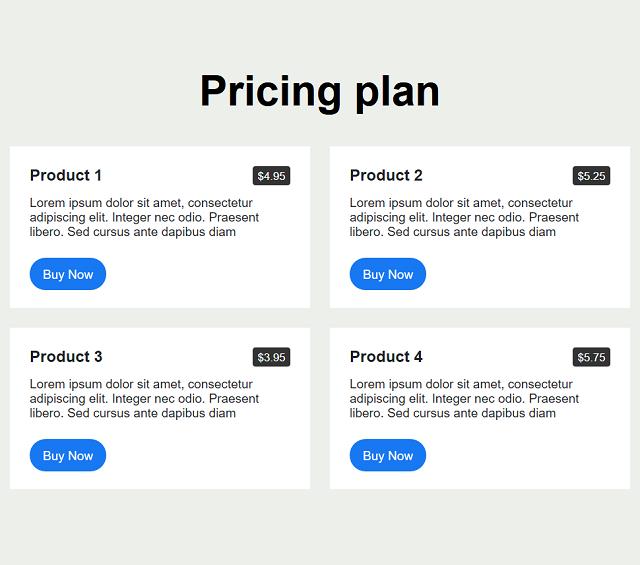 Pricing plan
Product 1 $4.95
Lorem ipsum dolor sit amet, consectetur
adipiscing elit. Integer nec odio. Praesent
libero. Sed cursus ante dapibus diam
Buy Now
Product 2 $5.25
Lorem ipsum dolor sit amet, consectetur
adipiscing elit. Integer nec odio. Praesent
libero. Sed cursus ante dapibus diam
Buy Now
Product 3 $3.95
Lorem ipsum dolor sit amet, consectetur
adipiscing elit. Integer nec odio. Praesent
libero. Sed cursus ante dapibus diam
Buy Now
Product 4 $5.75
Lorem ipsum dolor sit amet, consectetur
adipiscing elit. Integer nec odio. Praesent
libero. Sed cursus ante dapibus diam
Buy Now